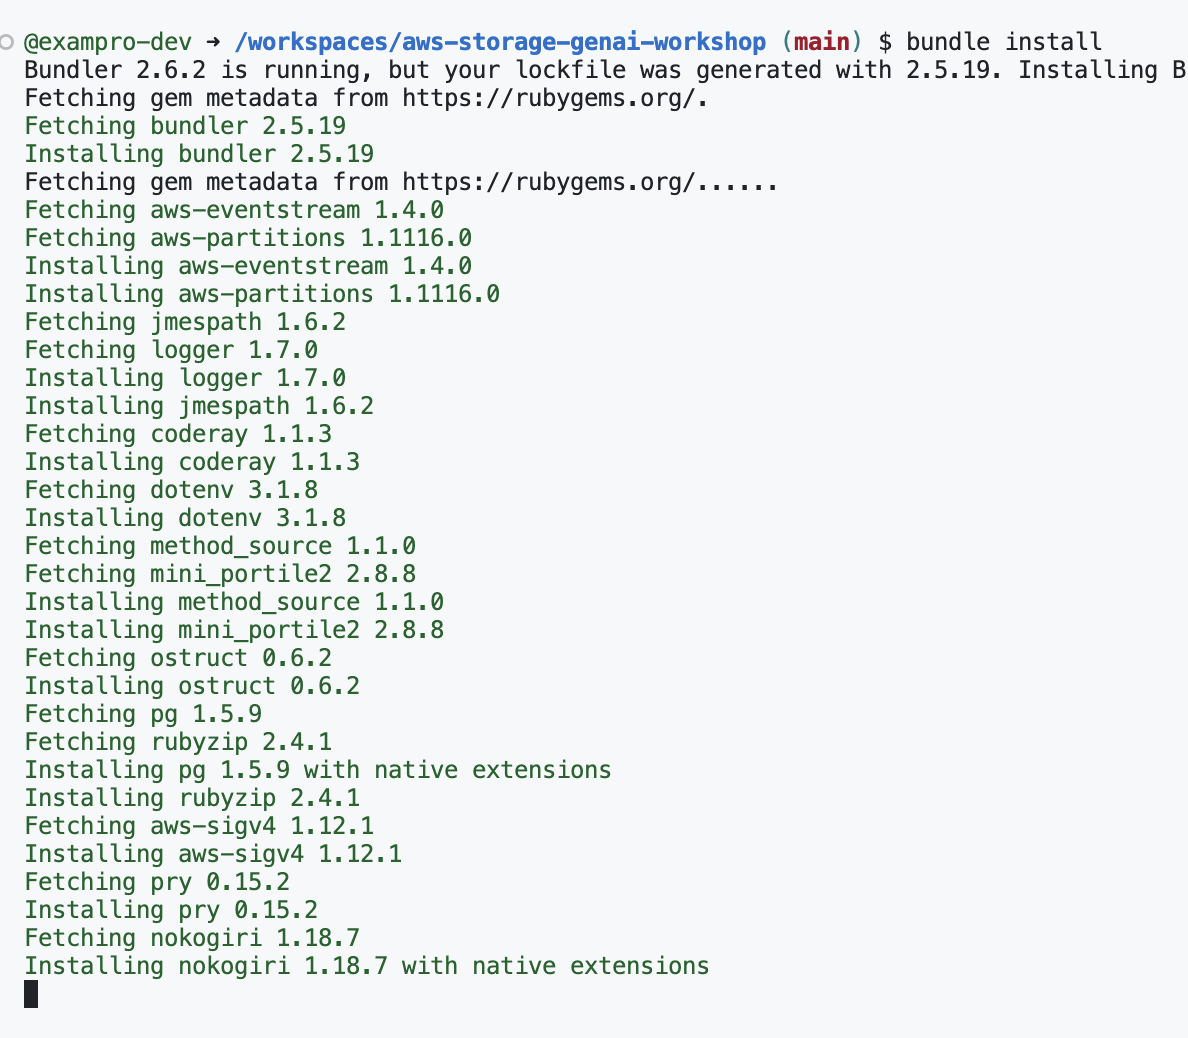 @exampro-dev ➜ /workspaces/aws-storage-genai-workshop (main) $ bundle install
Bundler 2.6.2 is running, but your lockfile was generated with 2.5.19. Installing B
Fetching gem metadata from https://rubygems.org/.
Fetching bundler 2.5.19
Installing bundler 2.5.19
Fetching gem metadata from https://rubygems.org/......
Fetching aws-eventstream 1.4.0
Fetching aws-partitions 1.1116.0
Installing aws-eventstream 1.4.0
Installing aws-partitions 1.1116.0
Fetching jmespath 1.6.2
Fetching logger 1.7.0
Installing logger 1.7.0
Installing jmespath 1.6.2
Fetching coderay 1.1.3
Installing coderay 1.1.3
Fetching dotenv 3.1.8
Installing dotenv 3.1.8
Fetching method_source 1.1.0
Fetching mini_portile2 2.8.8
Installing method_source 1.1.0
Installing mini_portile2 2.8.8
Fetching ostruct 0.6.2
Installing ostruct 0.6.2
Fetching pg 1.5.9
Fetching rubyzip 2.4.1
Installing pg 1.5.9 with native extensions
Installing rubyzip 2.4.1
Fetching aws-sigv4 1.12.1
Installing aws-sigv4 1.12.1
Fetching pry 0.15.2
Installing pry 0.15.2
Fetching nokogiri 1.18.7
Installing nokogiri 1.18.7 with native extensions